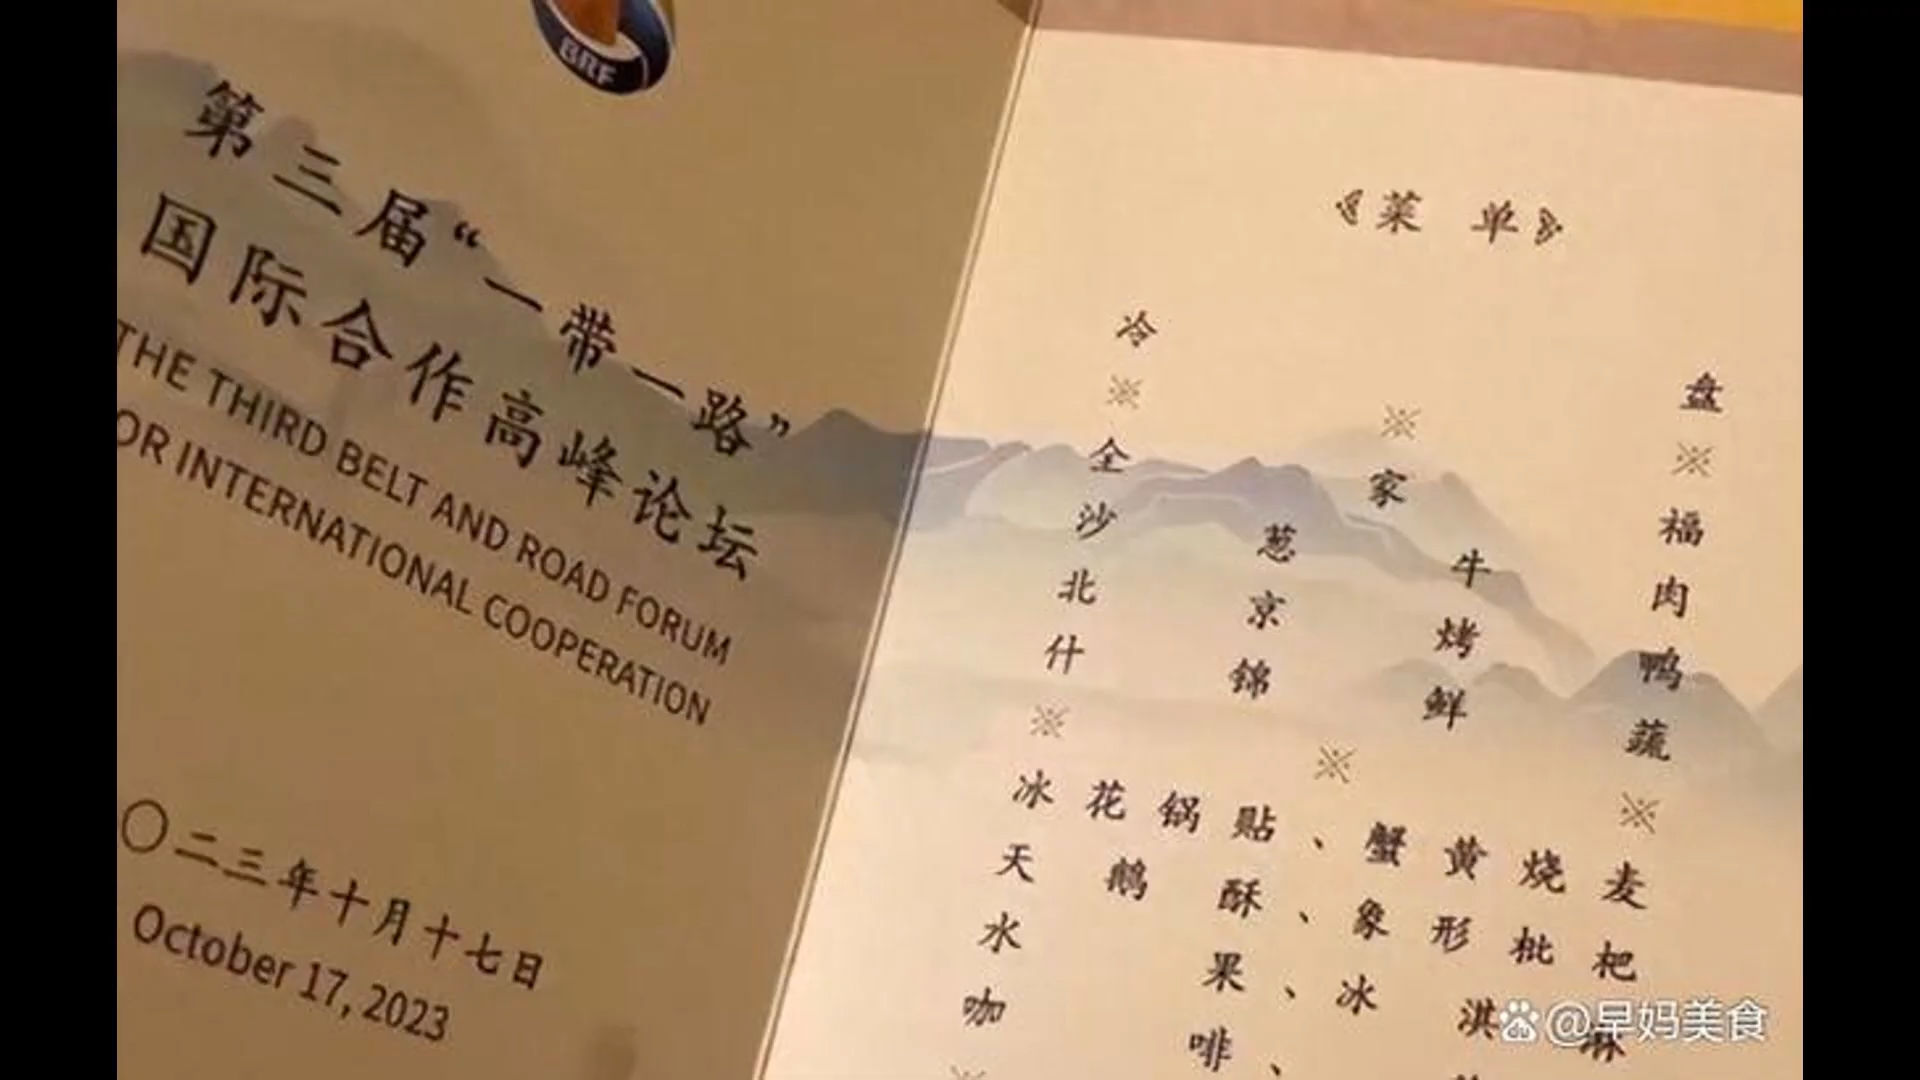 BRF
第三届“一带一路”
国际合作高峰论坛
THE THIRD BELT AND ROAD FORUM
OR INTERNATIONAL COOPERATION
〇二三年十月十七日
October 17, 2023
《菜 单》
冷 盘
※ ※ ※
全 家 福
沙 葱 牛 肉
北 京 烤 鸭
什 锦 鲜 蔬
※ ※ ※
冰花锅贴、蟹黄烧麦
天鹅酥、象形枇杷
水果、冰淇淋
咖啡、
※
@早妈美食